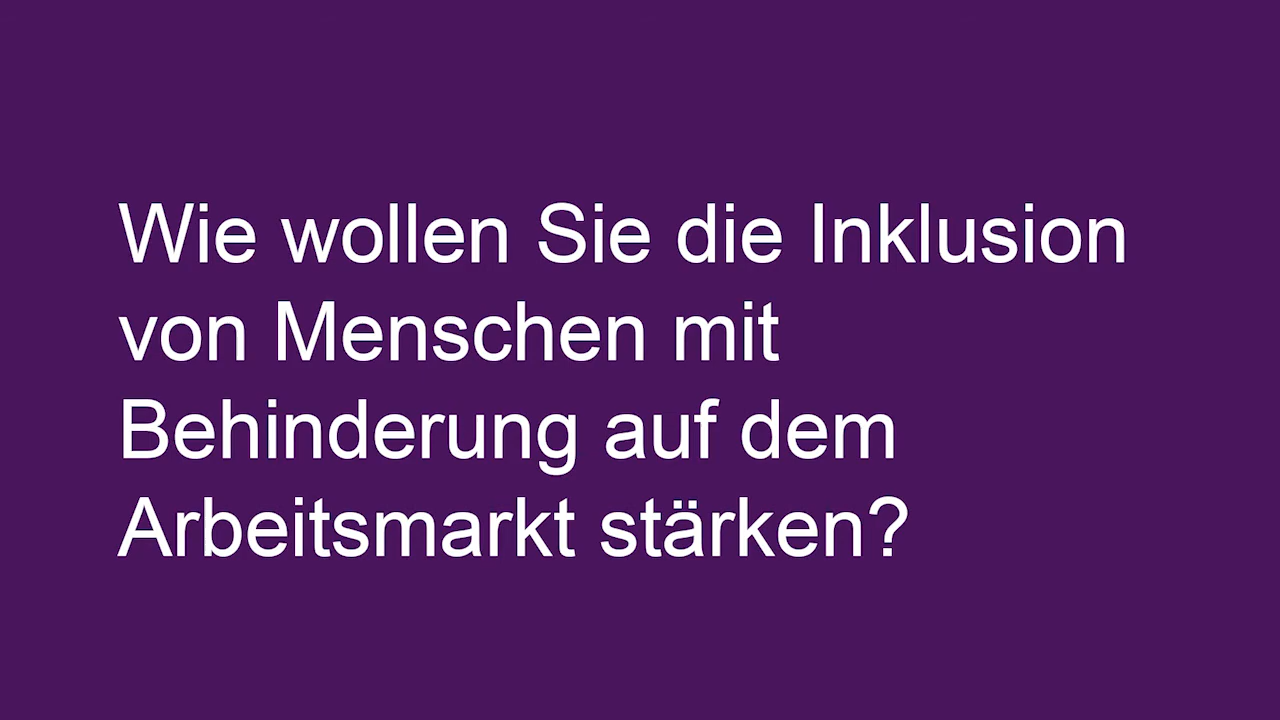 Wie wollen Sie die Inklusion
von Menschen mit
Behinderung auf dem
Arbeitsmarkt stärken?